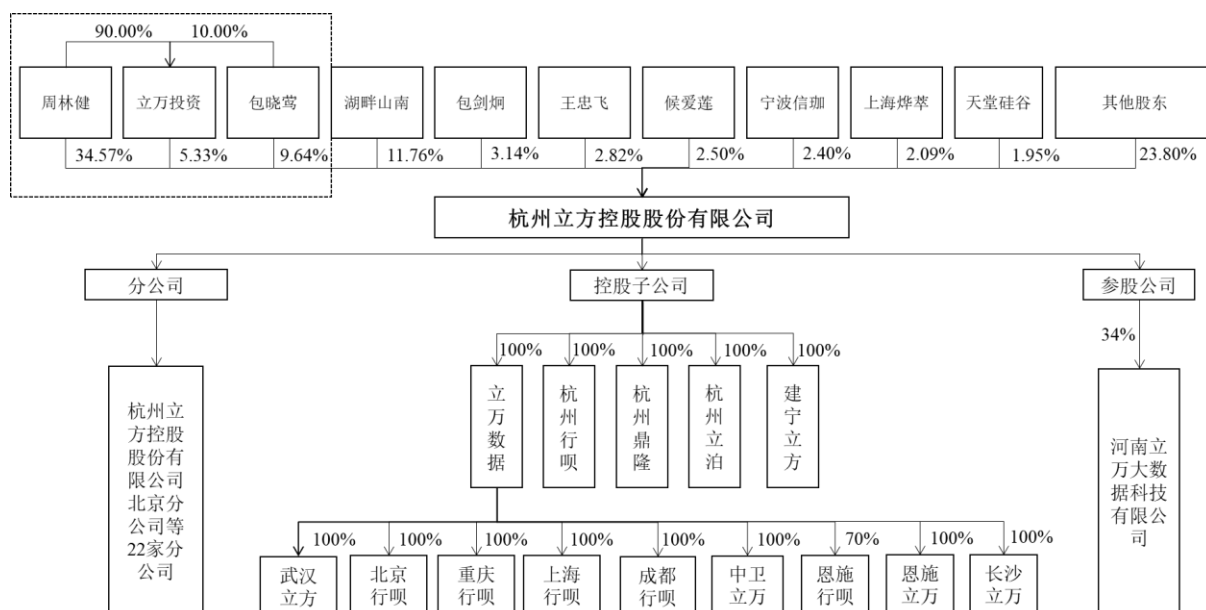 90.00% 10.00%
周林健 立万投资 包晓莺 湖畔山南 包剑炯 王忠飞 候爱莲 宁波信珈 上海烨萃 天堂硅谷 其他股东
34.57% 5.33% 9.64% 11.76% 3.14% 2.82% 2.50% 2.40% 2.09% 1.95% 23.80%
杭州立方控股股份有限公司
分公司 控股子公司 参股公司
34%
100% 100% 100% 100% 100%
杭州立
方控股
股份有
限公司
北京分
公司等
22家分
公司
立万数据
杭州行呗
杭州鼎隆
杭州立泊
建宁立方
河南立
万大数
据科技
有限公
司
100% 100% 100% 100% 100% 100% 70% 100% 100%
武汉
立方
北京
行呗
重庆
行呗
上海
行呗
成都
行呗
中卫
立万
恩施
行呗
恩施
立万
长沙
立万